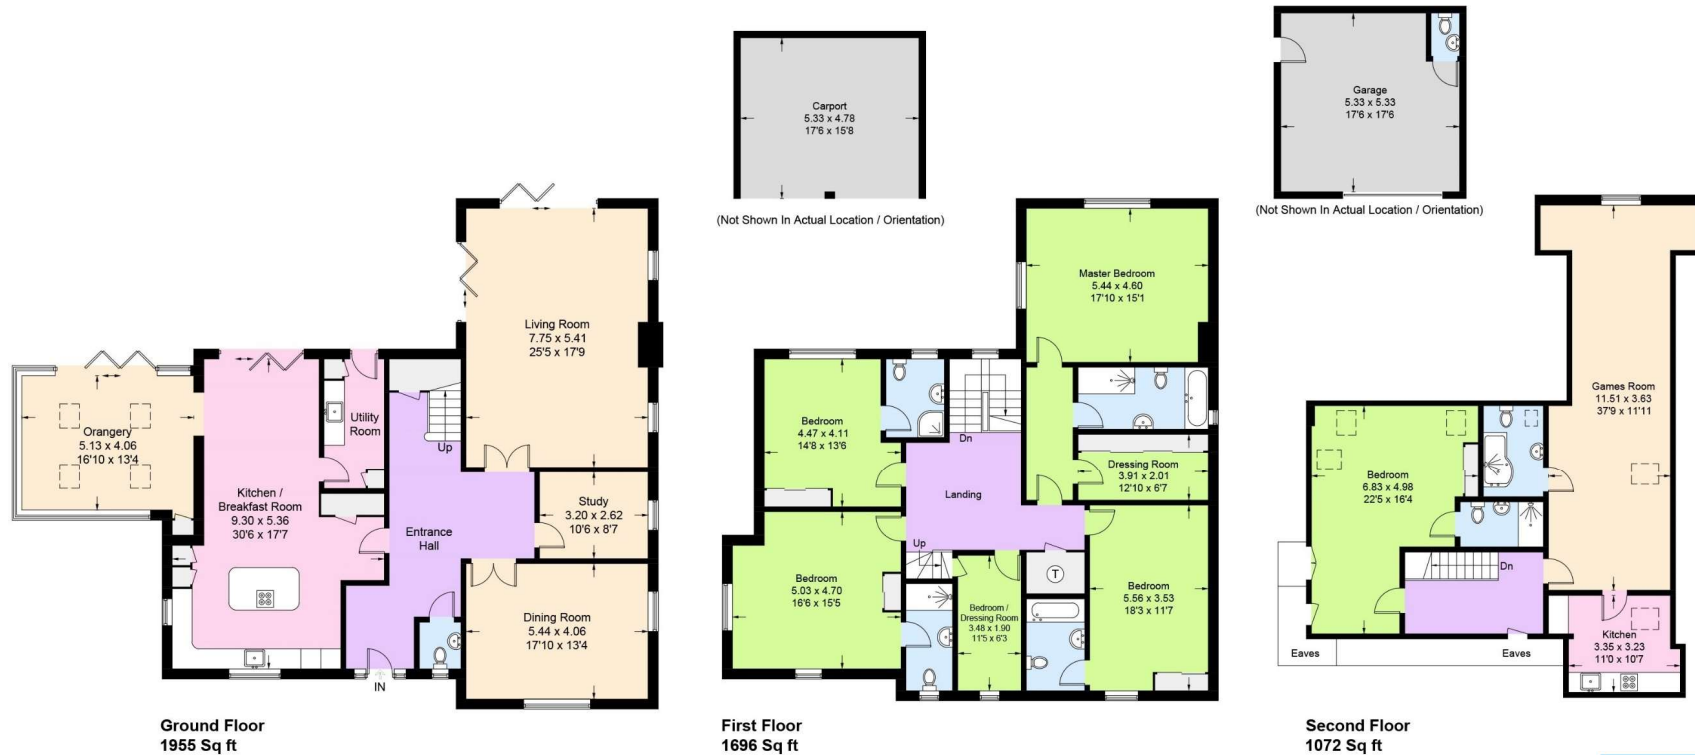 Carport
5.33 x 4.78
17'6 x 15'8
(Not Shown In Actual Location / Orientation)
Garage
5.33 x 5.33
17'6 x 17'6
(Not Shown In Actual Location / Orientation)
Living Room
7.75 x 5.41
25'5 x 17'9
Orangery
5.13 x 4.06
16'10 x 13'4
Utility
Room
Up
Kitchen /
Breakfast Room
9.30 x 5.36
30'6 x 17'7
Entrance
Hall
Study
3.20 x 2.62
10'6 x 8'7
Dining Room
5.44 x 4.06
17'10 x 13'4
IN
Ground Floor
1955 Sq ft
Master Bedroom
5.44 x 4.60
17'10 x 15'1
Bedroom
4.47 x 4.11
14'8 x 13'6
Dn
Landing
Dressing Room
3.91 x 2.01
12'10 x 6'7
Up
Bedroom
5.03 x 4.70
16'6 x 15'5
Bedroom /
Dressing Room
3.48 x 1.90
11'5 x 6'3
T
Bedroom
5.56 x 3.53
18'3 x 11'7
First Floor
1696 Sq ft
Games Room
11.51 x 3.63
37'9 x 11'11
Bedroom
6.83 x 4.98
22'5 x 16'4
Dn
Kitchen
3.35 x 3.23
11'0 x 10'7
Eaves
Eaves
Second Floor
1072 Sq ft